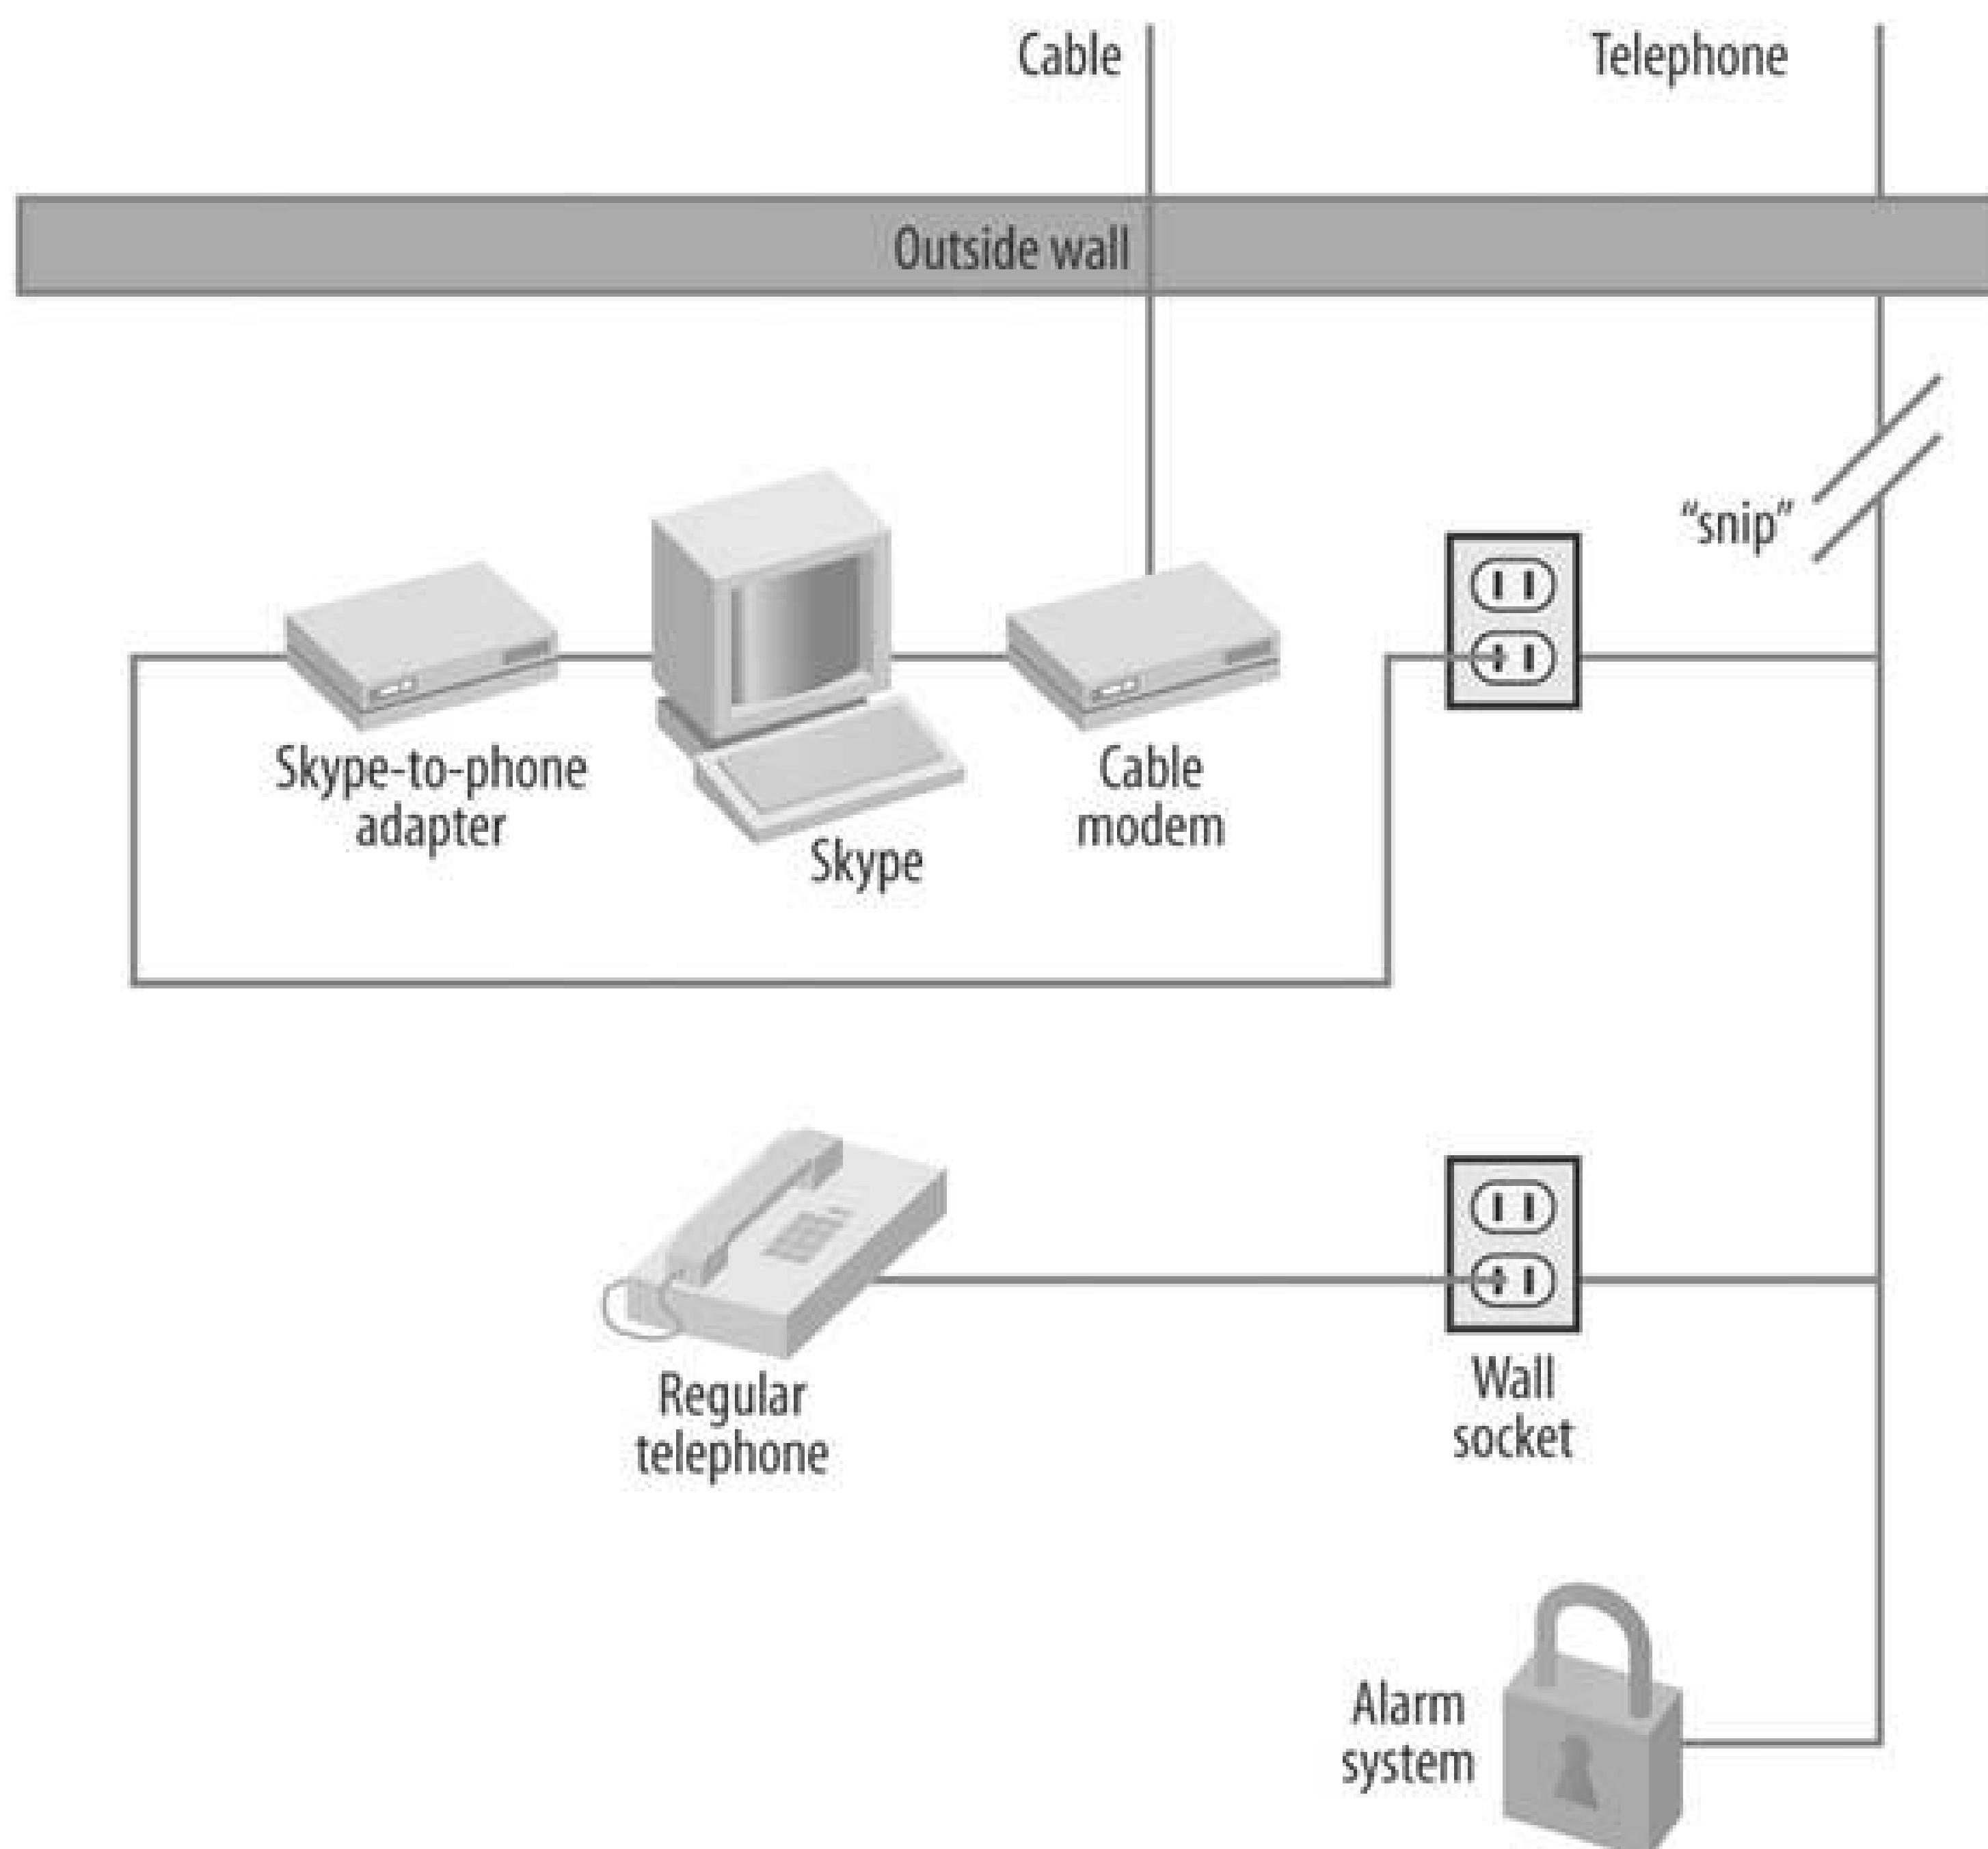 Cable
Telephone
Outside wall
“snip”
Skype-to-phone
adapter
Skype
Cable
modem
Regular
telephone
Wall
socket
Alarm
system